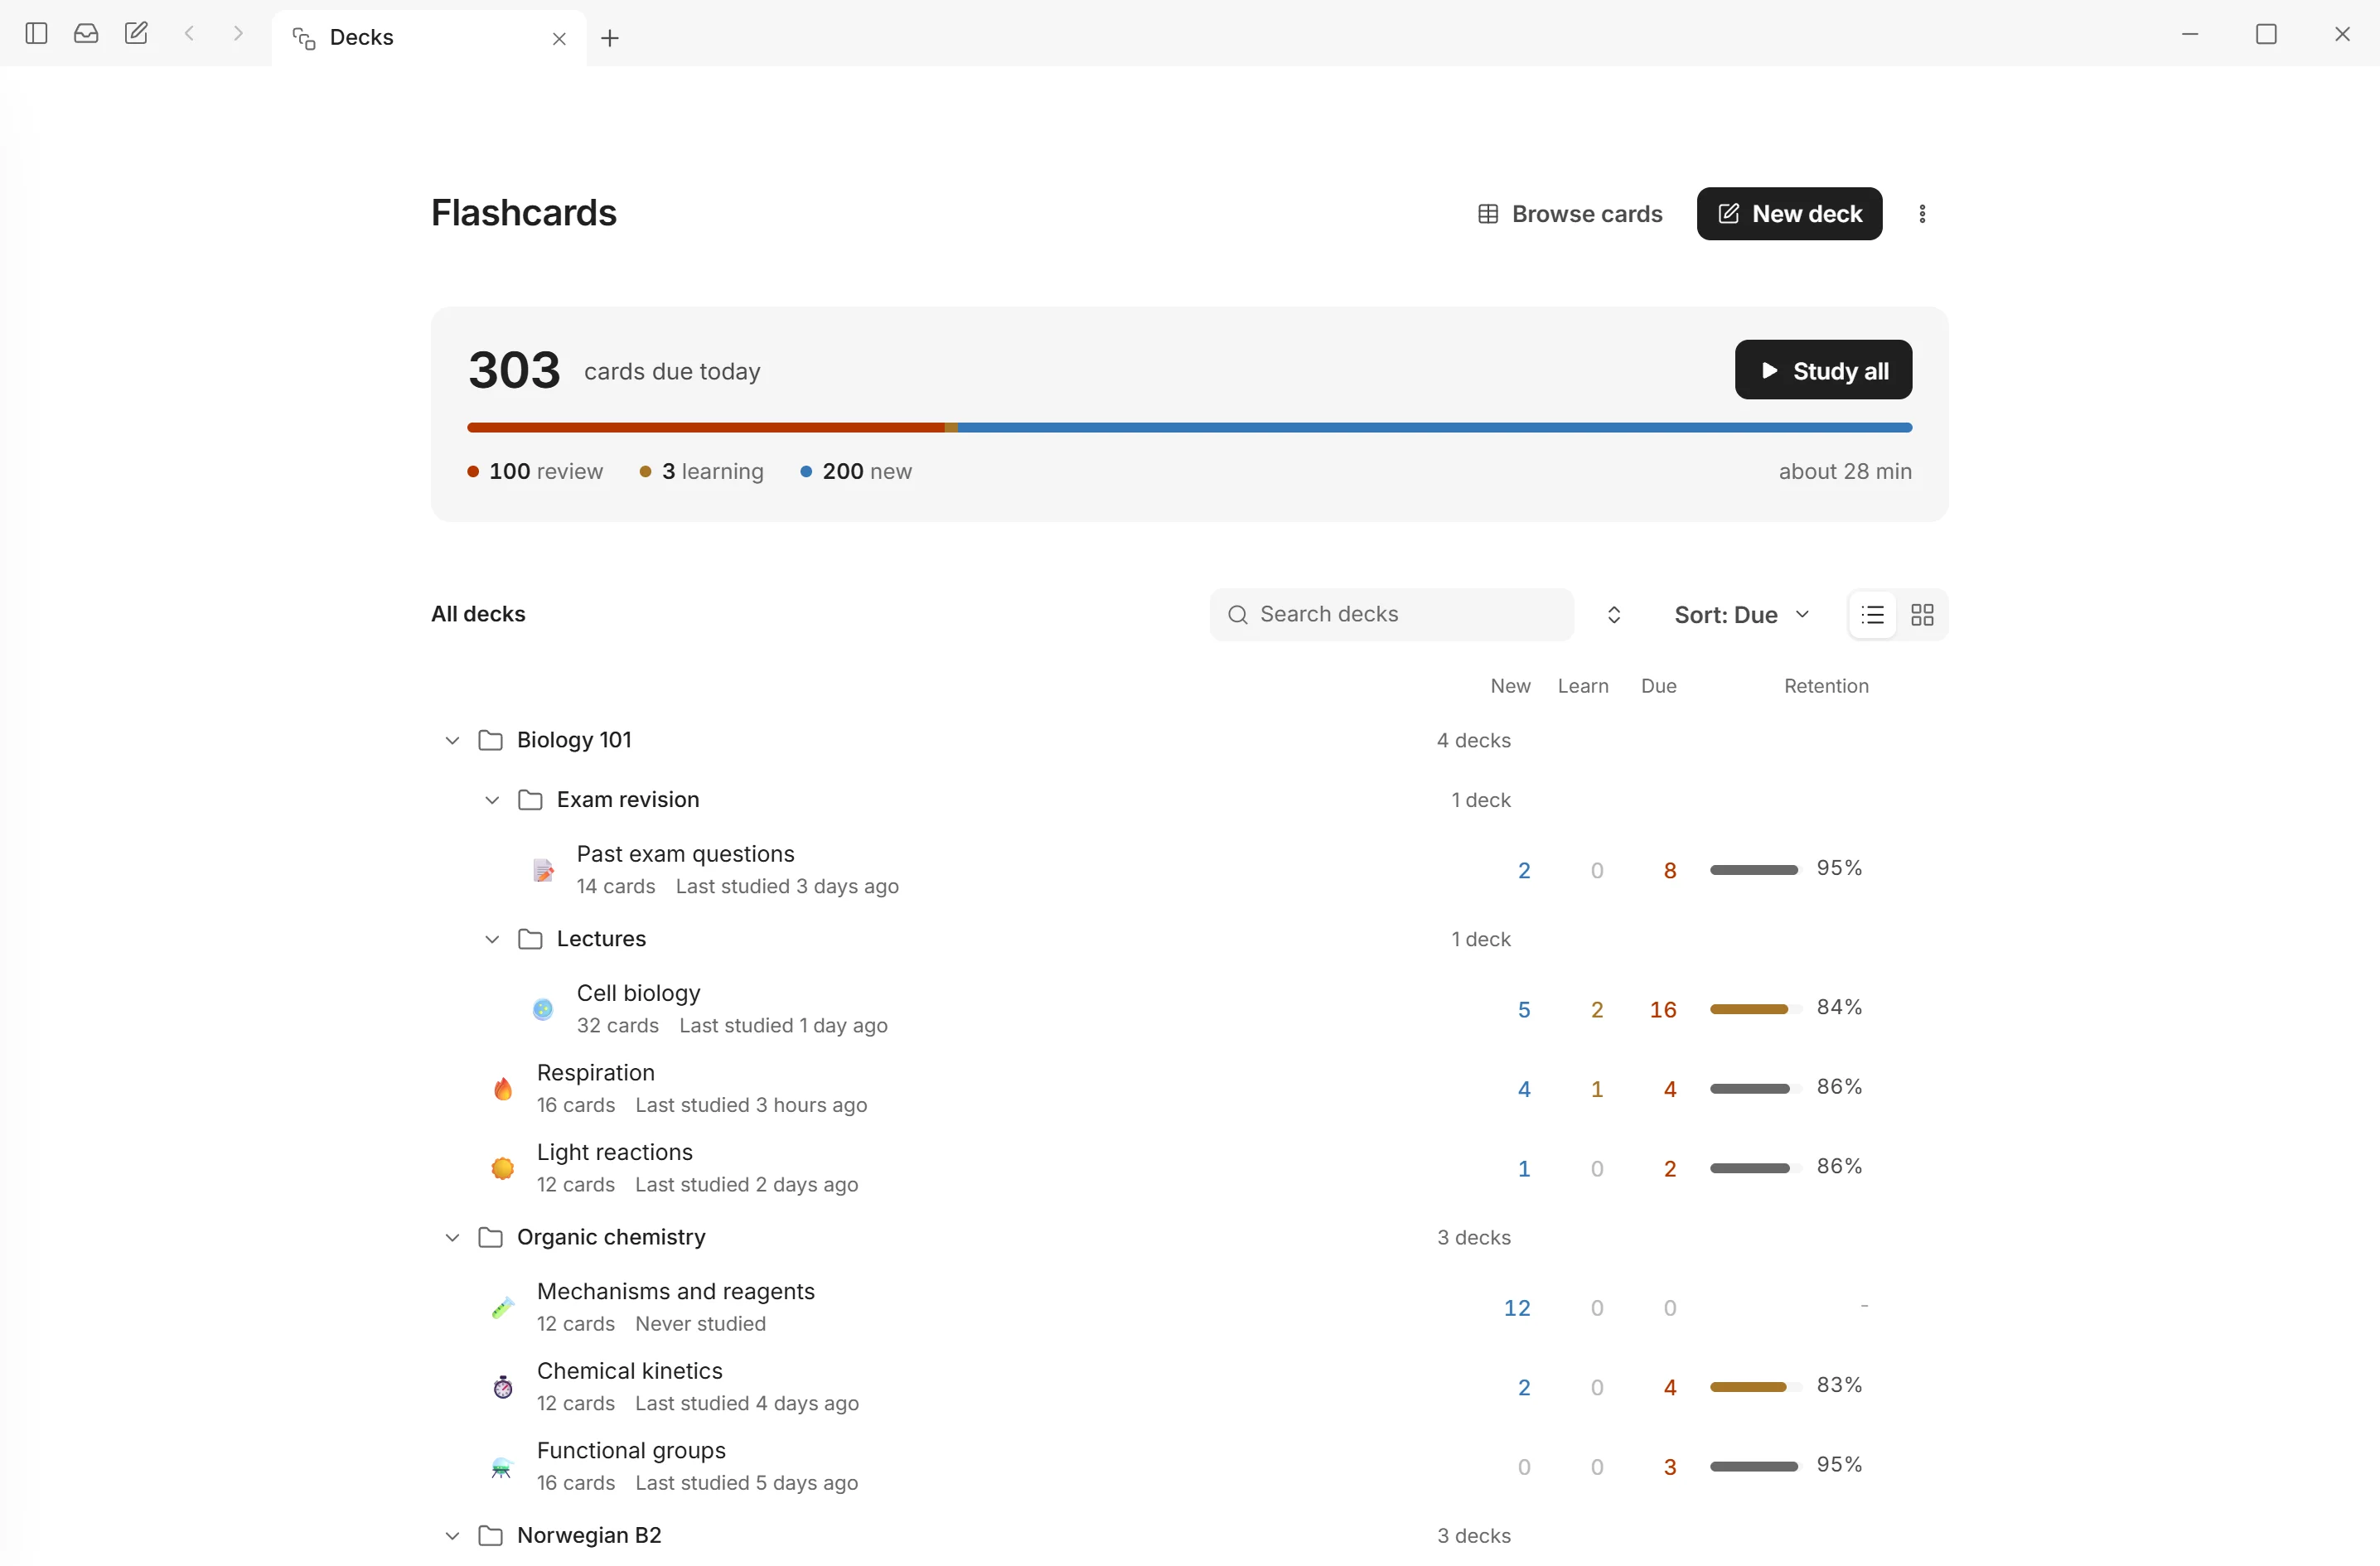 Decks
Flashcards
Browse cards
New deck
303 cards due today
Study all
100 review
3 learning
200 new
about 28 min
All decks
Search decks
Sort: Due
New Learn Due Retention
Biology 101 4 decks
Exam revision 1 deck
Past exam questions
14 cards Last studied 3 days ago
2 0 8 95%
Lectures 1 deck
Cell biology
32 cards Last studied 1 day ago
5 2 16 84%
Respiration
16 cards Last studied 3 hours ago
4 1 4 86%
Light reactions
12 cards Last studied 2 days ago
1 0 2 86%
Organic chemistry 3 decks
Mechanisms and reagents
12 cards Never studied
12 0 0 -
Chemical kinetics
12 cards Last studied 4 days ago
2 0 4 83%
Functional groups
16 cards Last studied 5 days ago
0 0 3 95%
Norwegian B2 3 decks